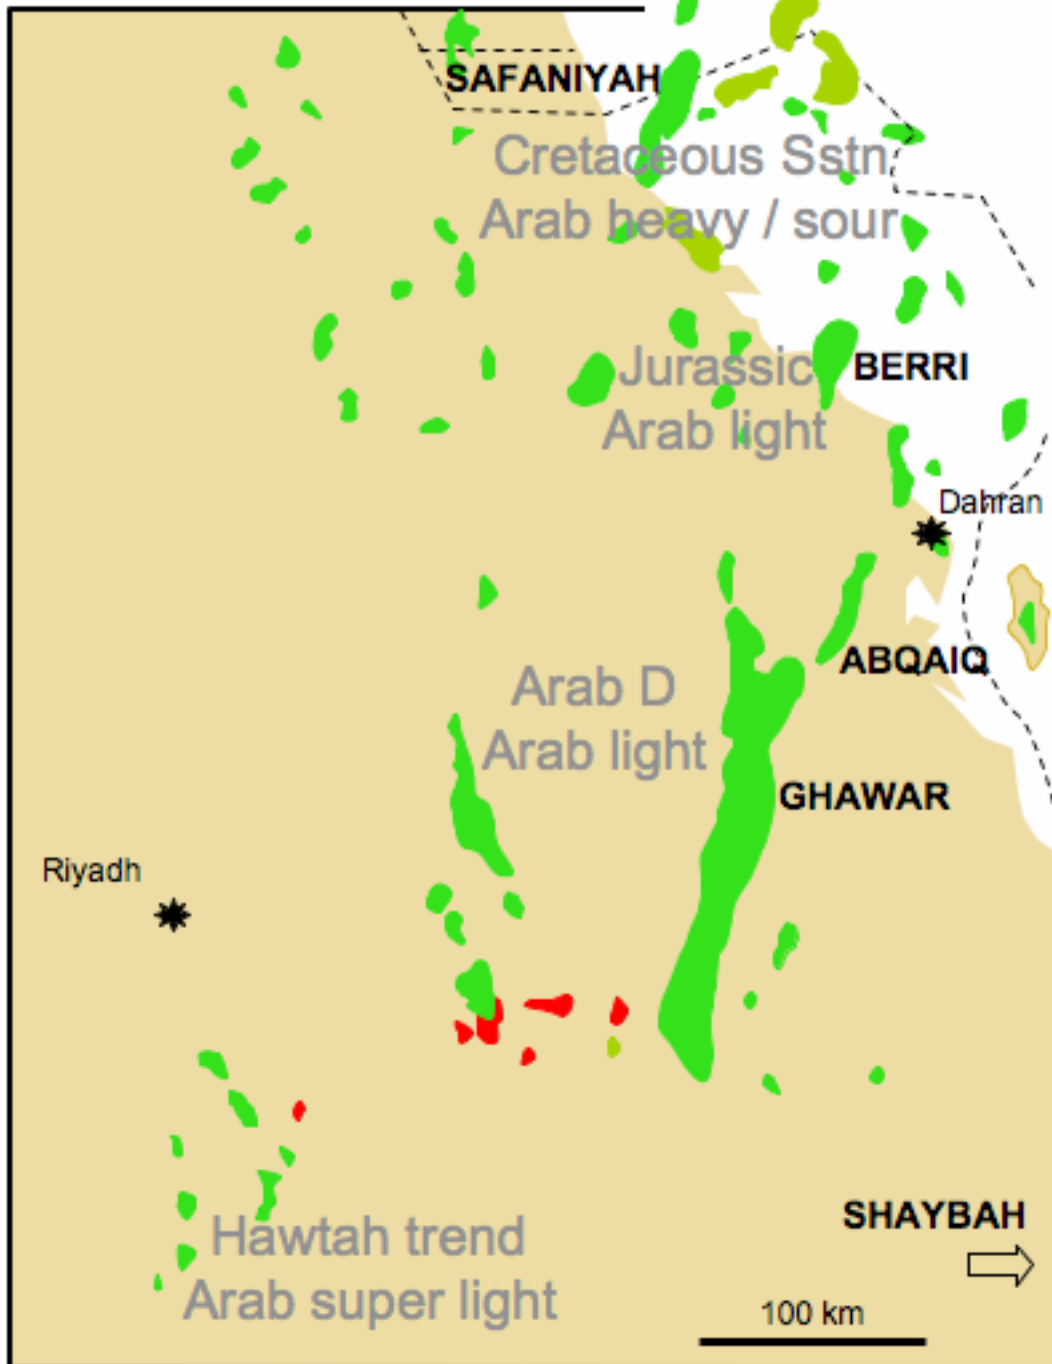 SAFANIYAH
Cretaceous Sstn
Arab heavy / sour
Jurassic
Arab light
BERRI
Dahran
ABQAIQ
Arab D
Arab light
GHAWAR
Riyadh
SHAYBAH
Hawtah trend
Arab super light
100 km